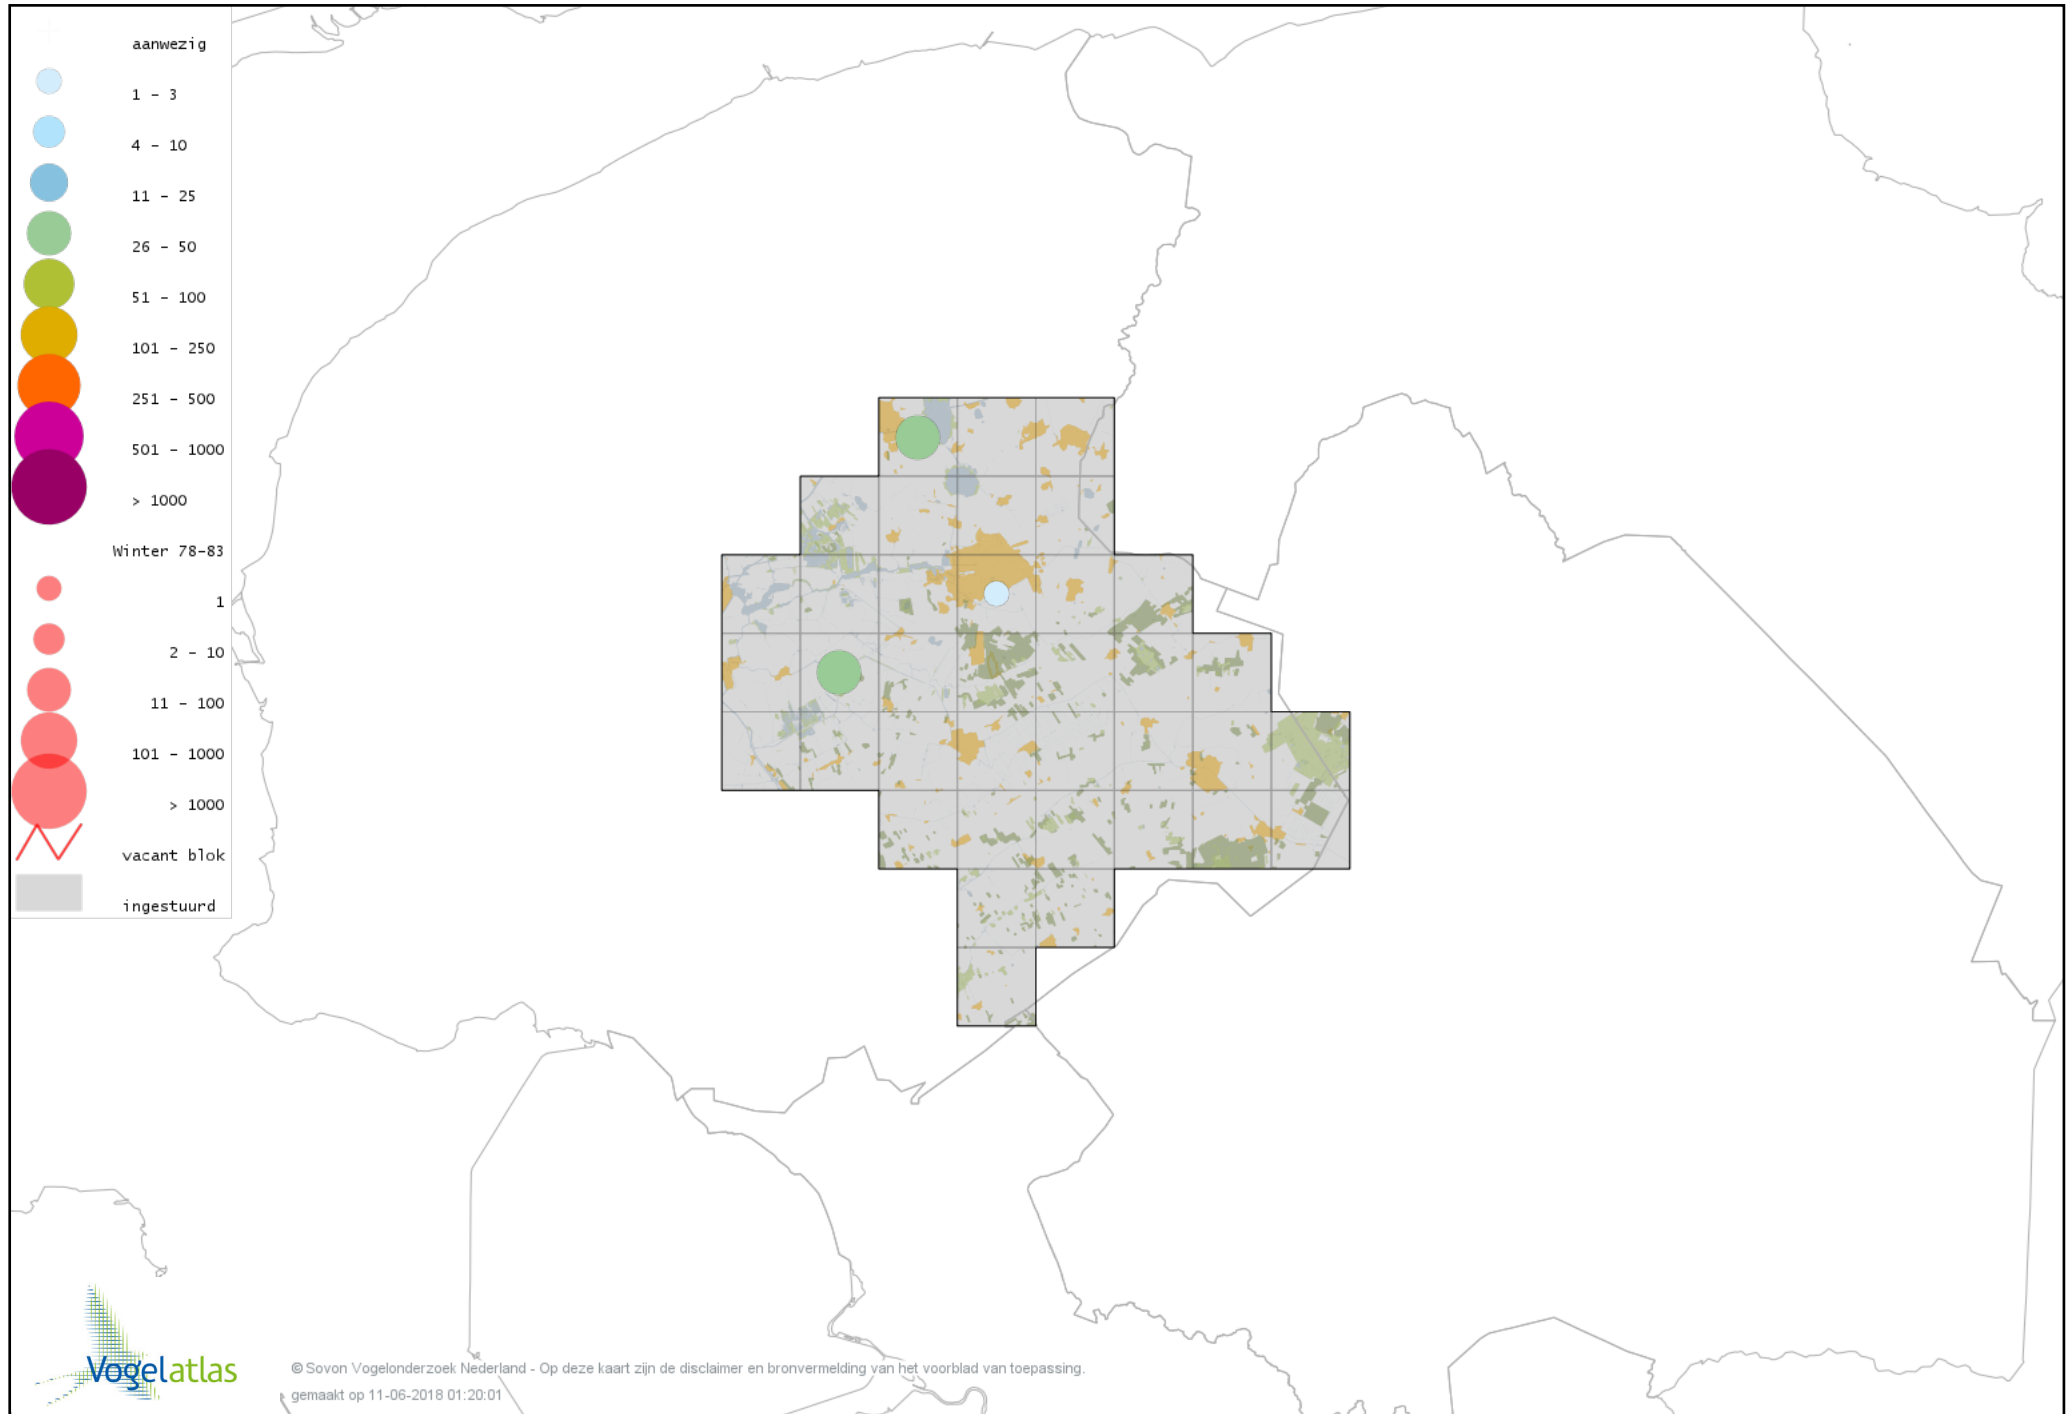 aanwezig
1 - 3
4 - 10
11 - 25
26 - 50
51 - 100
101 - 250
251 - 500
501 - 1000
> 1000
Winter 78-83
1
2 - 10
11 - 100
101 - 1000
> 1000
vacant blok
ingestuurd
Vogelatlas
© Sovon Vogelonderzoek Nederland - Op deze kaart zijn de disclaimer en bronvermelding van het voorblad van toepassing.
gemaakt op 11-06-2018 01:20:01